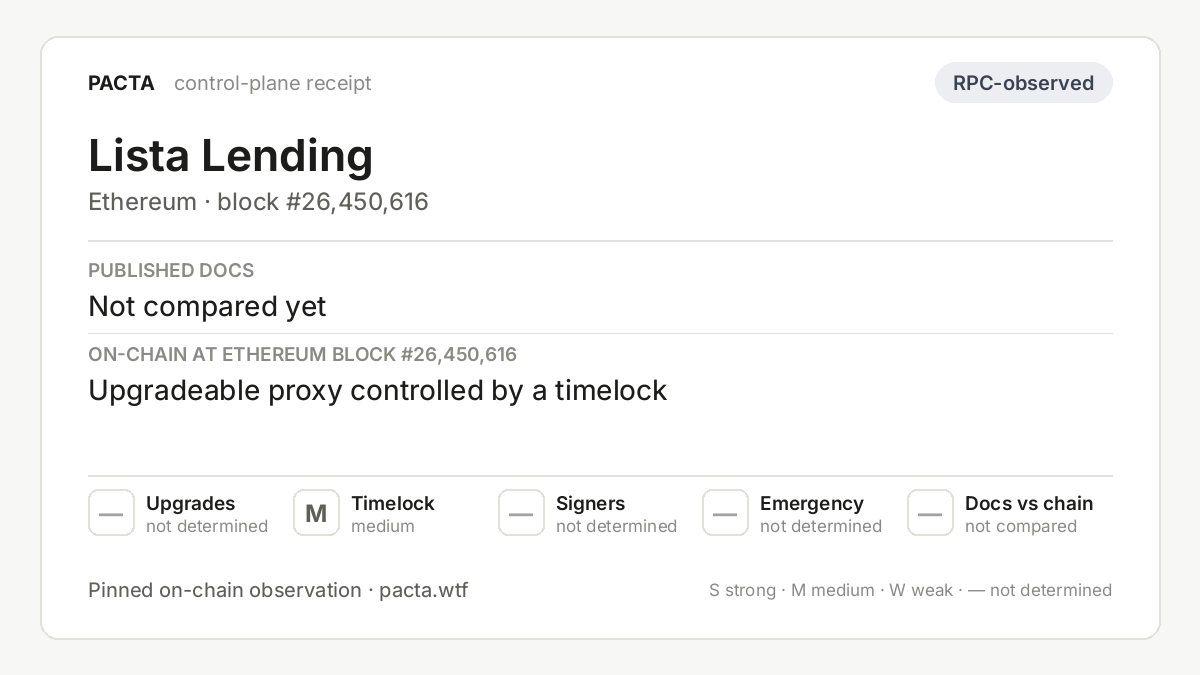 PACTA control-plane receipt
RPC-observed
Lista Lending
Ethereum · block #26,450,616
PUBLISHED DOCS
Not compared yet
ON-CHAIN AT ETHEREUM BLOCK #26,450,616
Upgradeable proxy controlled by a timelock
— Upgrades not determined
M Timelock medium
— Signers not determined
— Emergency not determined
— Docs vs chain not compared
Pinned on-chain observation · pacta.wtf
S strong · M medium · W weak · — not determined